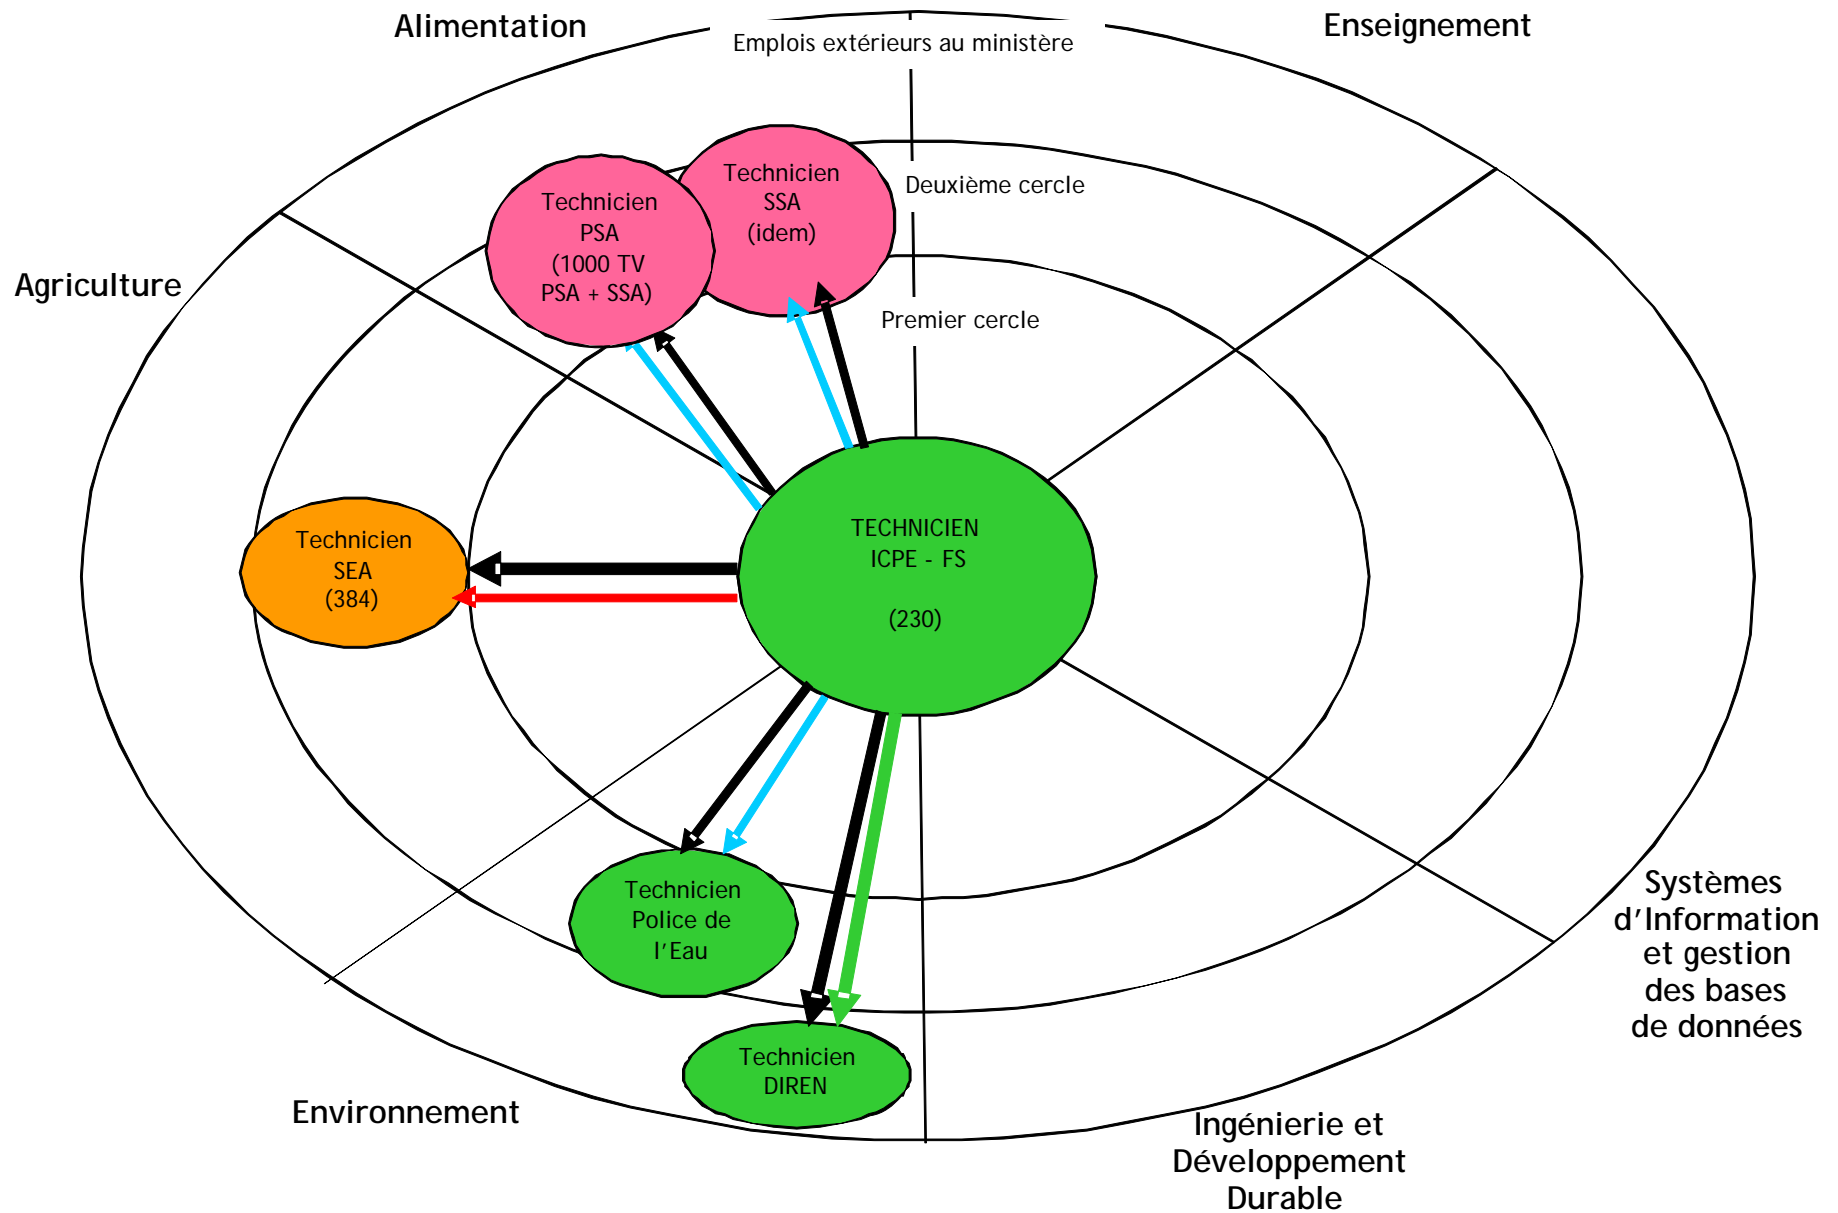 Alimentation
Enseignement
Emplois extérieurs au ministère
Technicien
SSA
(idem)
Deuxième cercle
Technicien
PSA
(1000 TV
PSA + SSA)
Agriculture
Premier cercle
Technicien
SEA
(384)
TECHNICIEN
ICPE - FS
(230)
Technicien
Police de
l'Eau
Systèmes
d'Information
et gestion
des bases
de données
Technicien
DIREN
Environnement
Ingénierie et
Développement
Durable